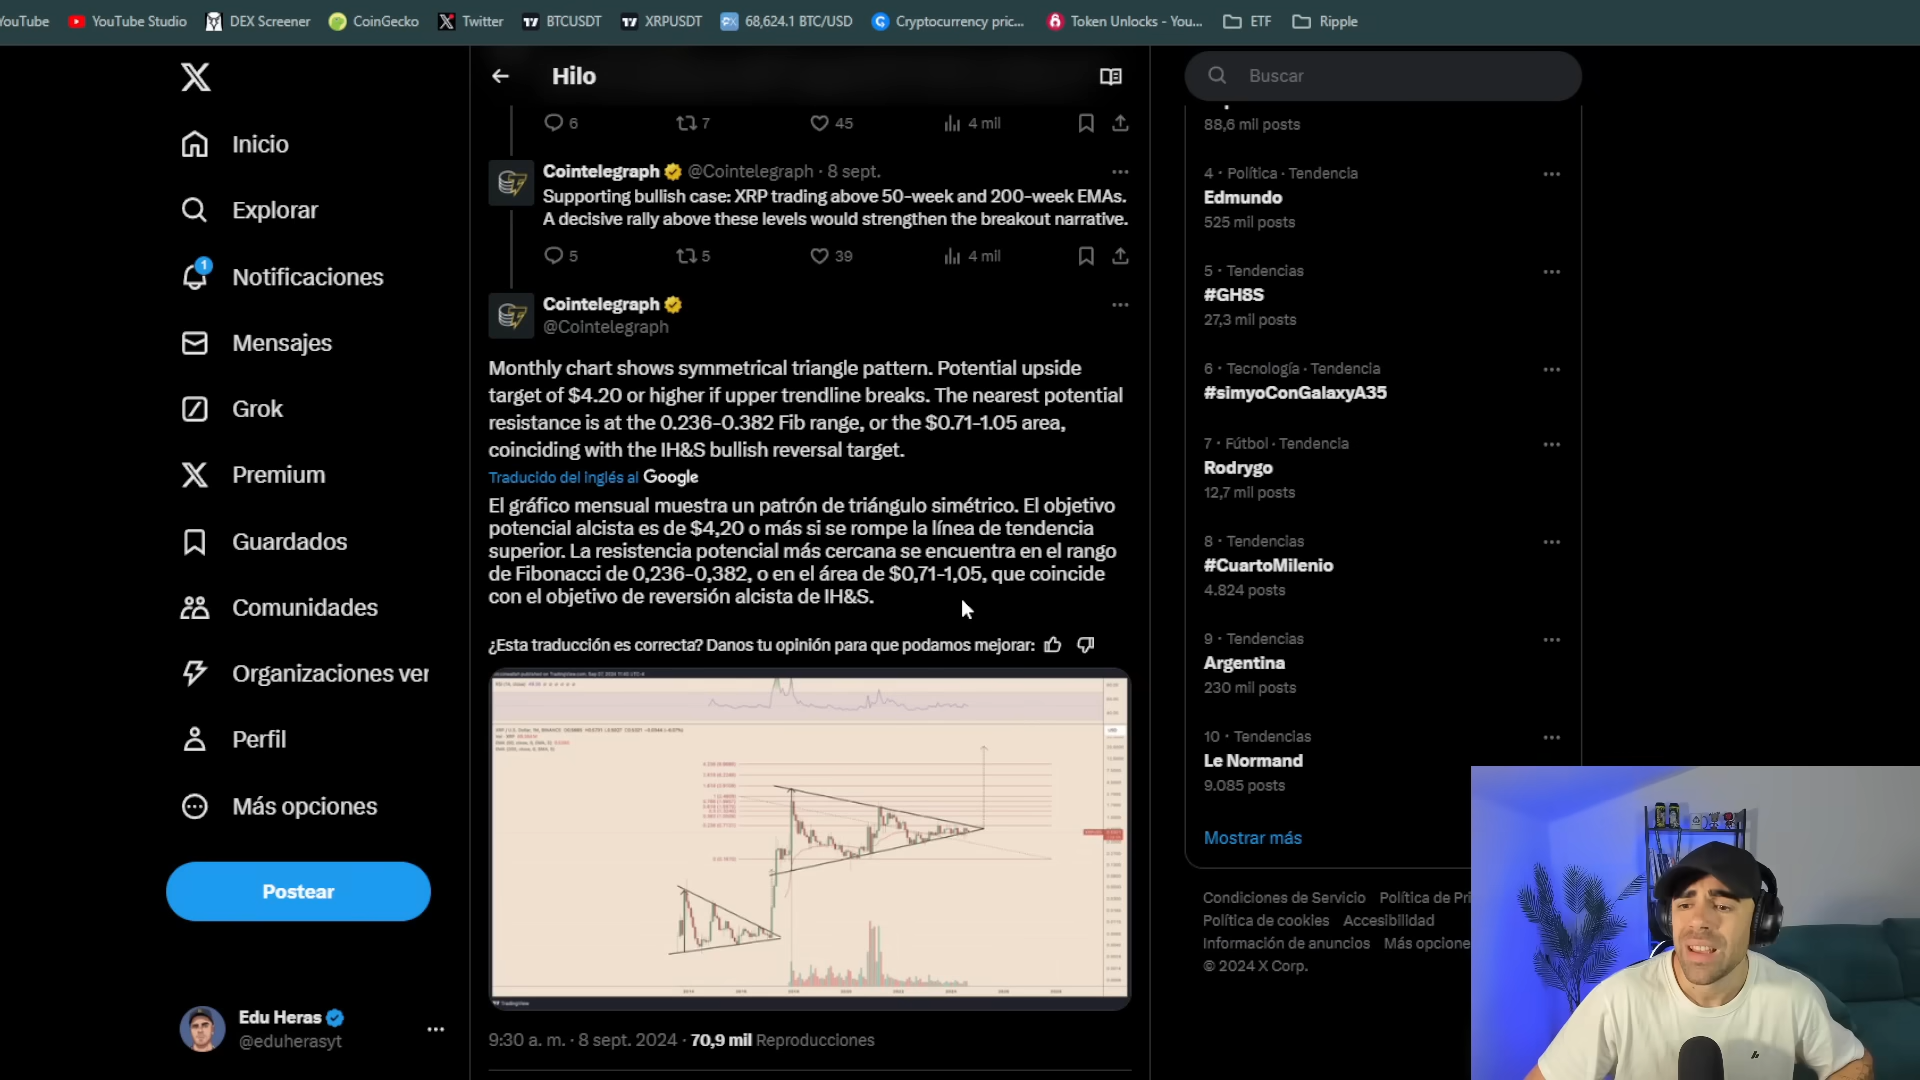 YouTube
YouTube Studio
DEX Screener
CoinGecko
Twitter
BTCUSDT
XRPUSDT
68,624.1 BTC/USD
Cryptocurrency pric...
Token Unlocks - You...
ETF
Ripple
Inicio
Explorar
1
Notificaciones
Mensajes
Grok
Premium
Guardados
Comunidades
Organizaciones ver
Perfil
Más opciones
Postear
Edu Heras
@eduherasyt
Hilo
6 7 45 4 mil
Cointelegraph @Cointelegraph · 8 sept.
Supporting bullish case: XRP trading above 50-week and 200-week EMAs.
A decisive rally above these levels would strengthen the breakout narrative.
5 5 39 4 mil
Cointelegraph
@Cointelegraph
Monthly chart shows symmetrical triangle pattern. Potential upside
target of $4.20 or higher if upper trendline breaks. The nearest potential
resistance is at the 0.236-0.382 Fib range, or the $0.71-1.05 area,
coinciding with the IH&S bullish reversal target.
Traducido del inglés al Google
El gráfico mensual muestra un patrón de triángulo simétrico. El objetivo
potencial alcista es de $4,20 o más si se rompe la línea de tendencia
superior. La resistencia potencial más cercana se encuentra en el rango
de Fibonacci de 0,236-0,382, o en el área de $0,71-1,05, que coincide
con el objetivo de reversión alcista de IH&S.
¿Esta traducción es correcta? Danos tu opinión para que podamos mejorar:
TradingView
9:30 a. m. · 8 sept. 2024 · 70,9 mil Reproducciones
Buscar
88,6 mil posts
4 · Política · Tendencia
Edmundo
525 mil posts
5 · Tendencias
#GH8S
27,3 mil posts
6 · Tecnología · Tendencia
#simyoConGalaxyA35
7 · Fútbol · Tendencia
Rodrygo
12,7 mil posts
8 · Tendencias
#CuartoMilenio
4.824 posts
9 · Tendencias
Argentina
230 mil posts
10 · Tendencias
Le Normand
9.085 posts
Mostrar más
Condiciones de Servicio Política de Pri
Política de cookies Accesibilidad
Información de anuncios Más opcione
© 2024 X Corp.